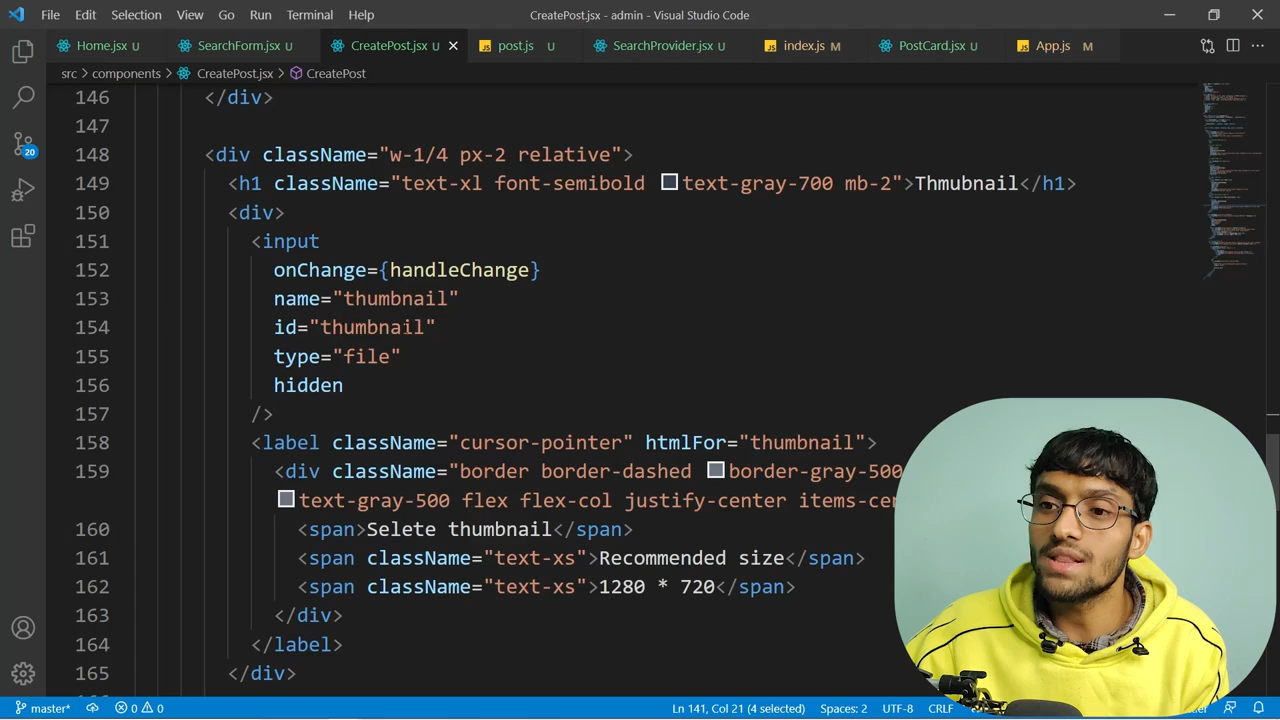 File Edit Selection View Go Run Terminal Help CreatePost.jsx - admin - Visual Studio Code
Home.jsx U SearchForm.jsx U CreatePost.jsx U post.js U SearchProvider.jsx U index.js M PostCard.jsx U App.js M
src > components > CreatePost.jsx > CreatePost
146 </div>
147
148 <div className="w-1/4 px-2 relative">
149 <h1 className="text-xl font-semibold text-gray-700 mb-2">Thmubnail</h1>
150 <div>
151 <input
152 onChange={handleChange}
153 name="thumbnail"
154 id="thumbnail"
155 type="file"
156 hidden
157 />
158 <label className="cursor-pointer" htmlFor="thumbnail">
159 <div className="border border-dashed border-gray-500
text-gray-500 flex flex-col justify-center
160 <span>Selete thumbnail</span>
161 <span className="text-xs">Recommended size</span>
162 <span className="text-xs">1280 * 720</span>
163 </div>
164 </label>
165 </div>
20
master* 0 0 Ln 141, Col 21 (4 selected) Spaces: 2 UTF-8 CRLF